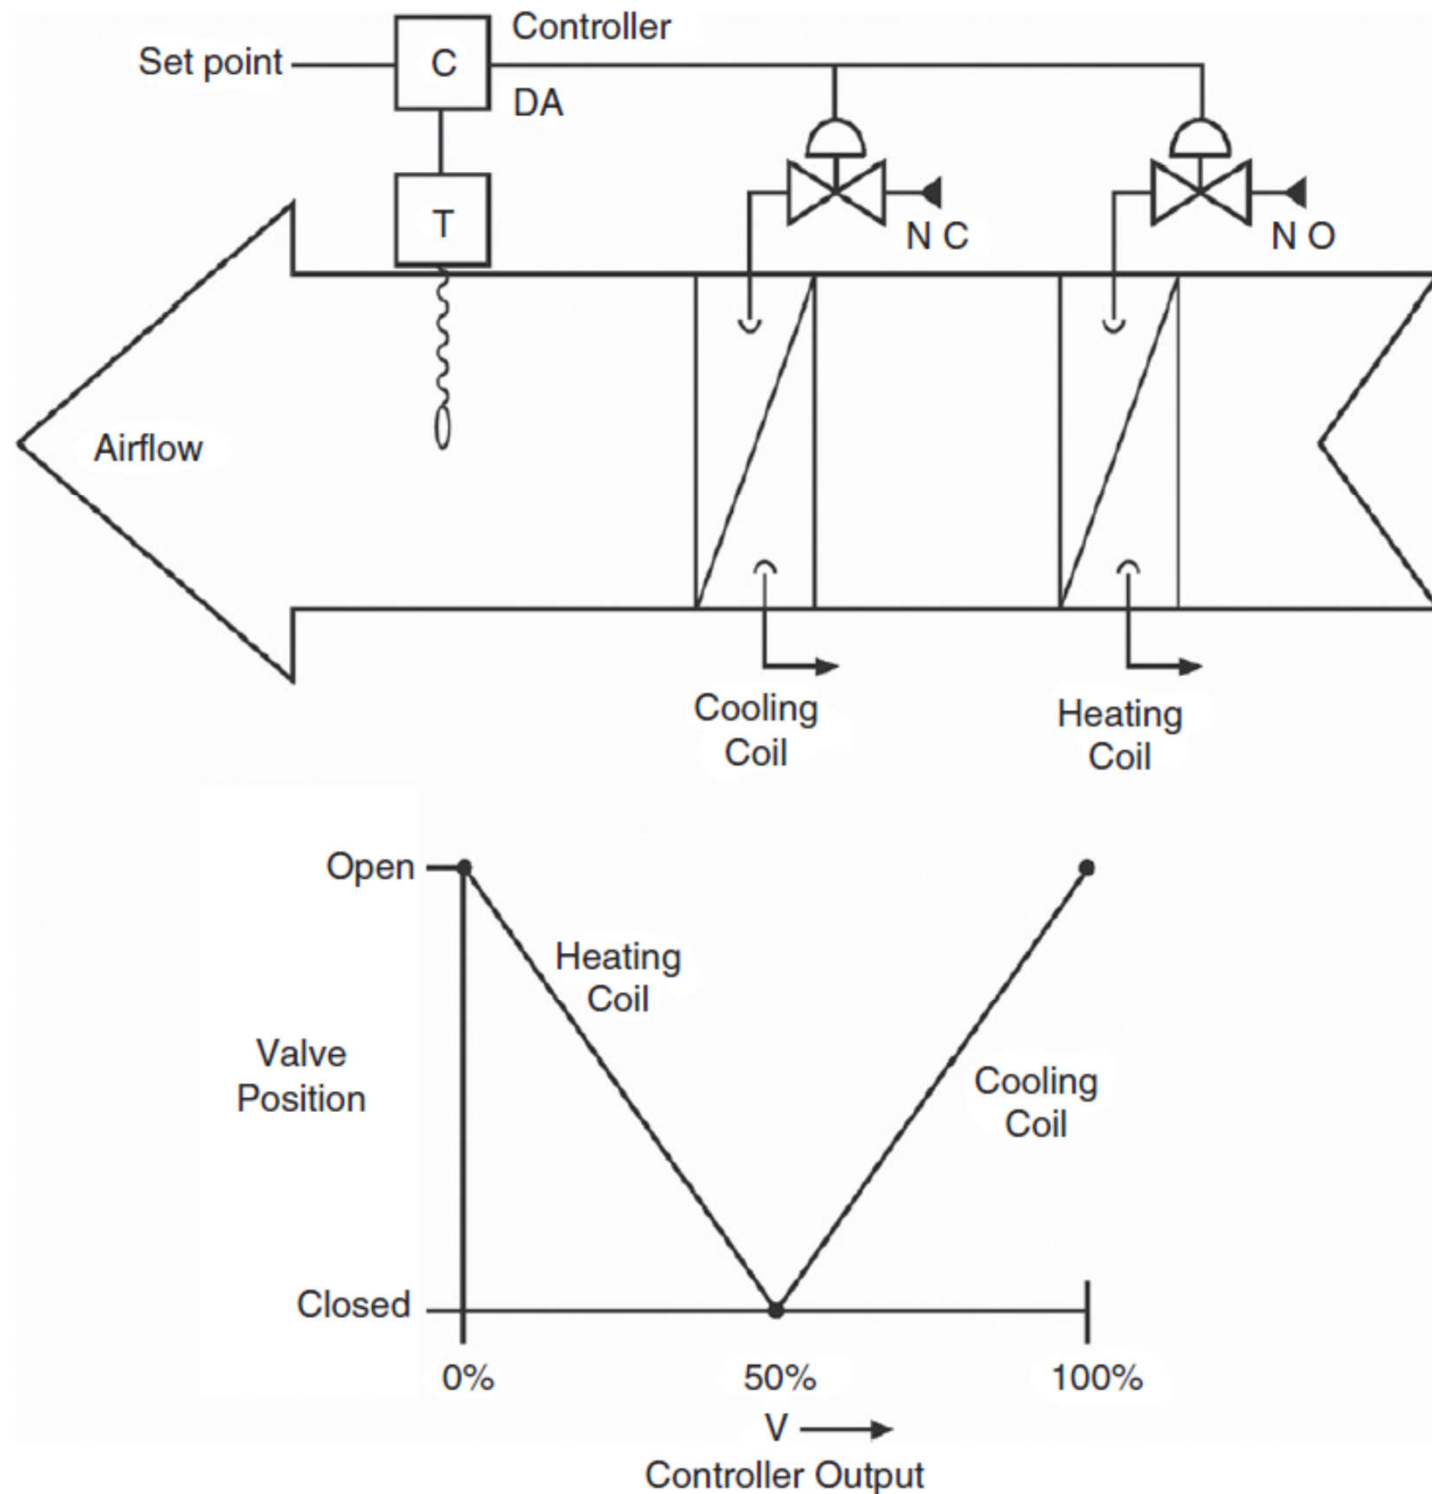 Controller
Set point
C
DA
T
N C
N O
Airflow
Cooling
Coil
Heating
Coil
Open
Heating
Coil
Valve
Position
Cooling
Coil
Closed
0%
50%
100%
V
Controller Output